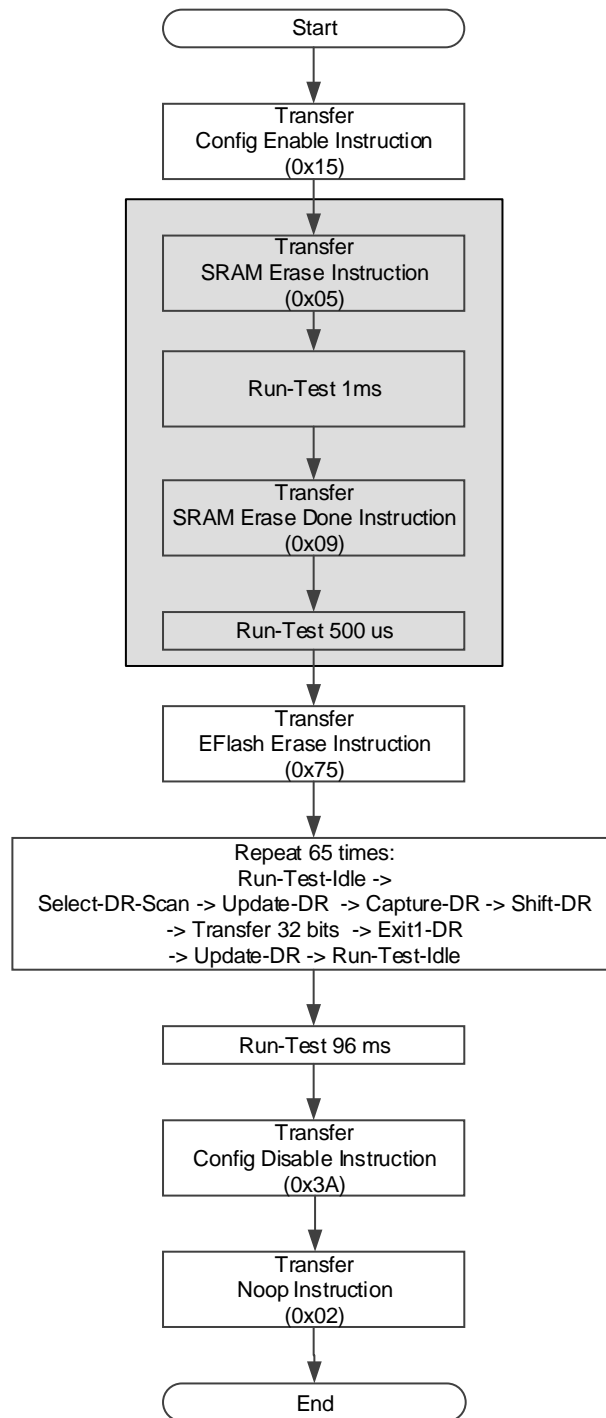 Start
Transfer
Config Enable Instruction
(0x15)
Transfer
SRAM Erase Instruction
(0x05)
Run-Test 1ms
Transfer
SRAM Erase Done Instruction
(0x09)
Run-Test 500 us
Transfer
EFlash Erase Instruction
(0x75)
Repeat 65 times:
Run-Test-Idle ->
Select-DR-Scan -> Update-DR -> Capture-DR -> Shift-DR
-> Transfer 32 bits -> Exit1-DR
-> Update-DR -> Run-Test-Idle
Run-Test 96 ms
Transfer
Config Disable Instruction
(0x3A)
Transfer
Noop Instruction
(0x02)
End